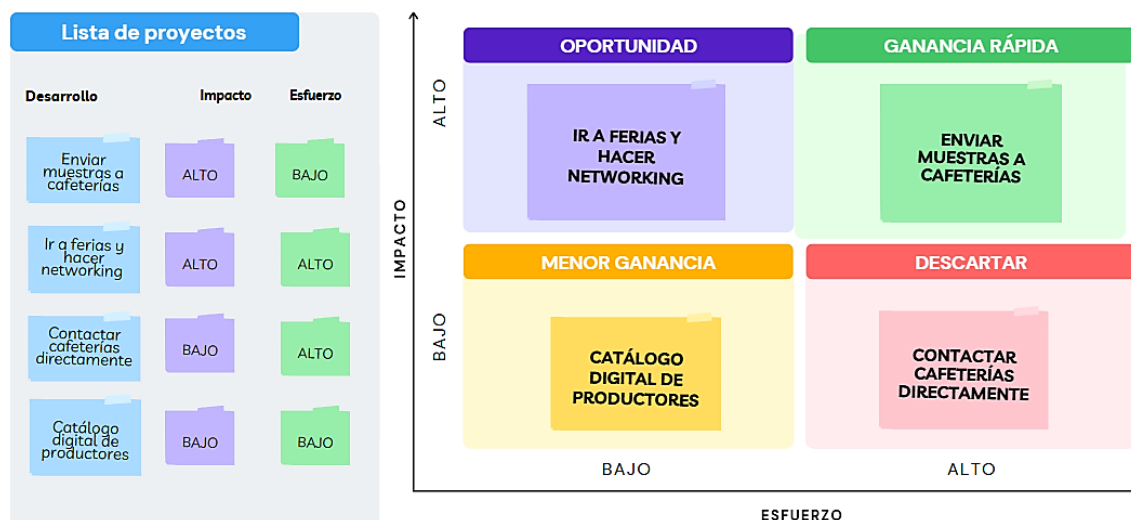 Lista de proyectos
Desarrollo Impacto Esfuerzo
Enviar
muestras a
cafeterías
ALTO
BAJO
Ir a ferias y
hacer
networking
ALTO
ALTO
Contactar
cafeterías
directamente
BAJO
ALTO
Catálogo
digital de
productores
BAJO
BAJO
IMPACTO
ALTO
BAJO
OPORTUNIDAD
IR A FERIAS Y
HACER
NETWORKING
GANANCIA RÁPIDA
ENVIAR
MUESTRAS A
CAFETERÍAS
MENOR GANANCIA
CATÁLOGO
DIGITAL DE
PRODUCTORES
DESCARTAR
CONTACTAR
CAFETERÍAS
DIRECTAMENTE
BAJO
ALTO
ESFUERZO